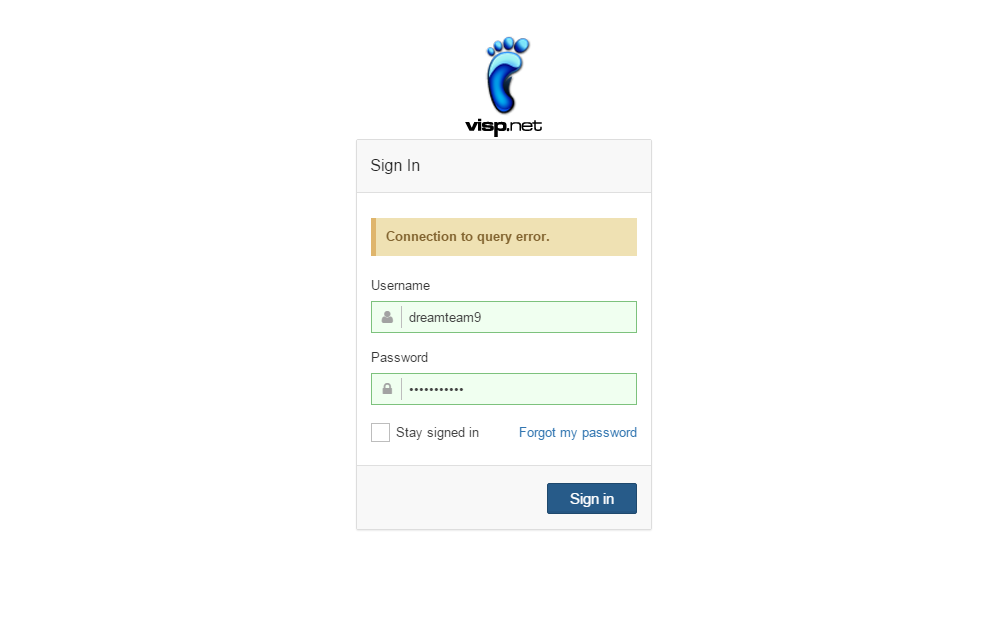 visp.net
Sign In
Connection to query error.
Username
dreamteam9
Password
•••••••••••
Stay signed in
Forgot my password
Sign in